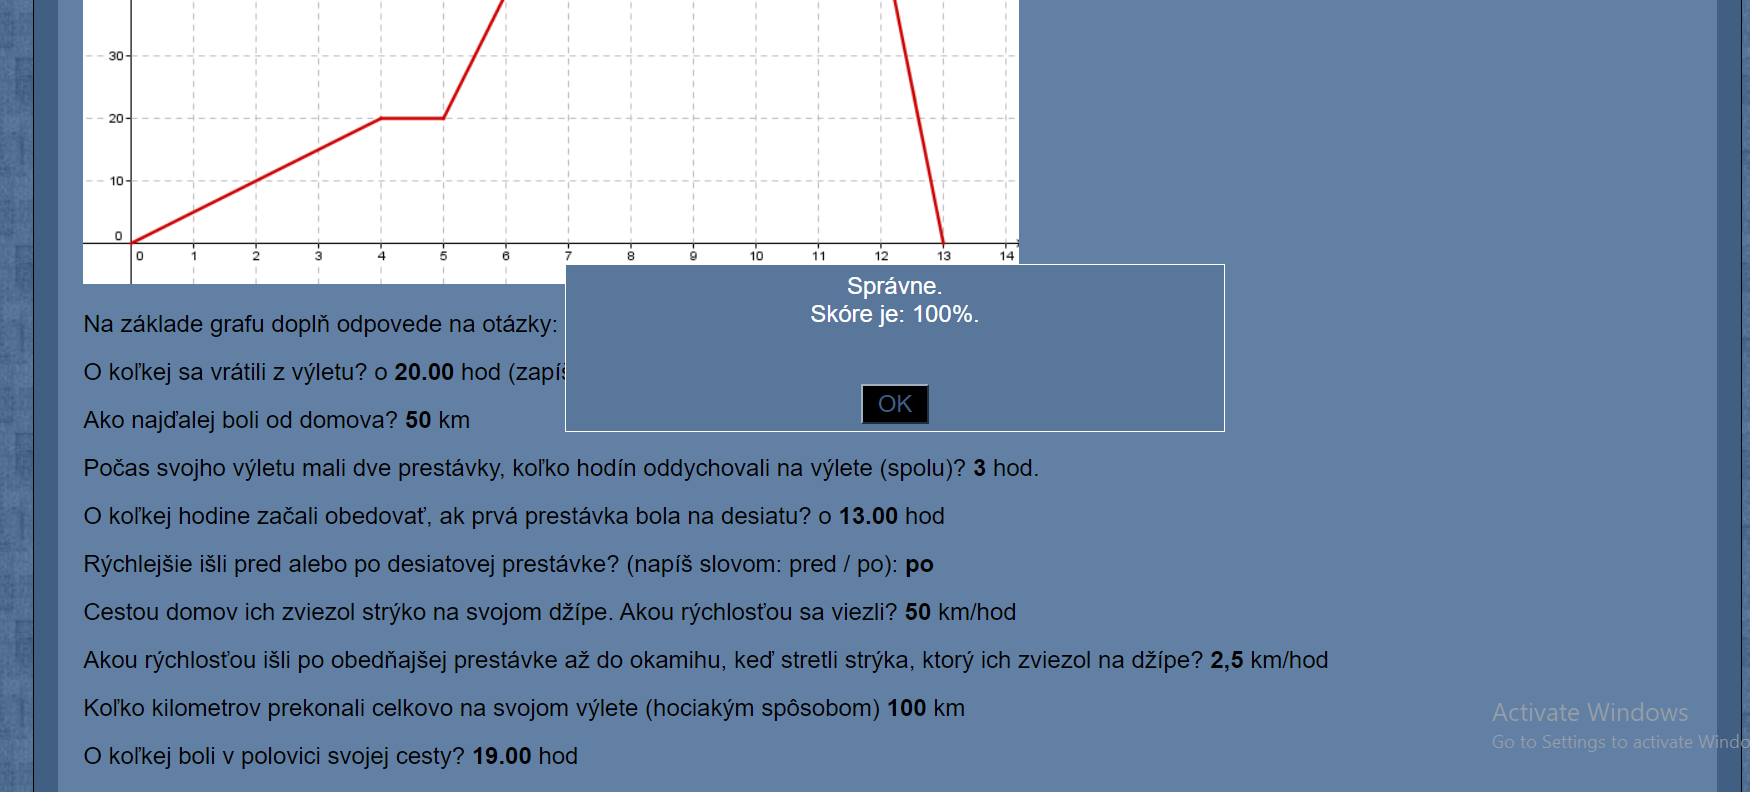 30
20
10
0
0 1 2 3 4 5 6 7 8 9 10 11 12 13 14
Správne.
Skóre je: 100%.
OK
Na základe grafu doplň odpovede na otázky:
O koľkej sa vrátili z výletu? o 20.00 hod
Ako najďalej boli od domova? 50 km
Počas svojho výletu mali dve prestávky, koľko hodín oddychovali na výlete (spolu)? 3 hod.
O koľkej hodine začali obedovať, ak prvá prestávka bola na desiatu? o 13.00 hod
Rýchlejšie išli pred alebo po desiatovej prestávke? (napíš slovom: pred / po): po
Cestou domov ich zviezol strýko na svojom džípe. Akou rýchlosťou sa viezli? 50 km/hod
Akou rýchlosťou išli po obedňajšej prestávke až do okamihu, keď stretli strýka, ktorý ich zviezol na džípe? 2,5 km/hod
Koľko kilometrov prekonali celkovo na svojom výlete (hociakým spôsobom) 100 km
O koľkej boli v polovici svojej cesty? 19.00 hod
Activate Windows
Go to Settings to activate